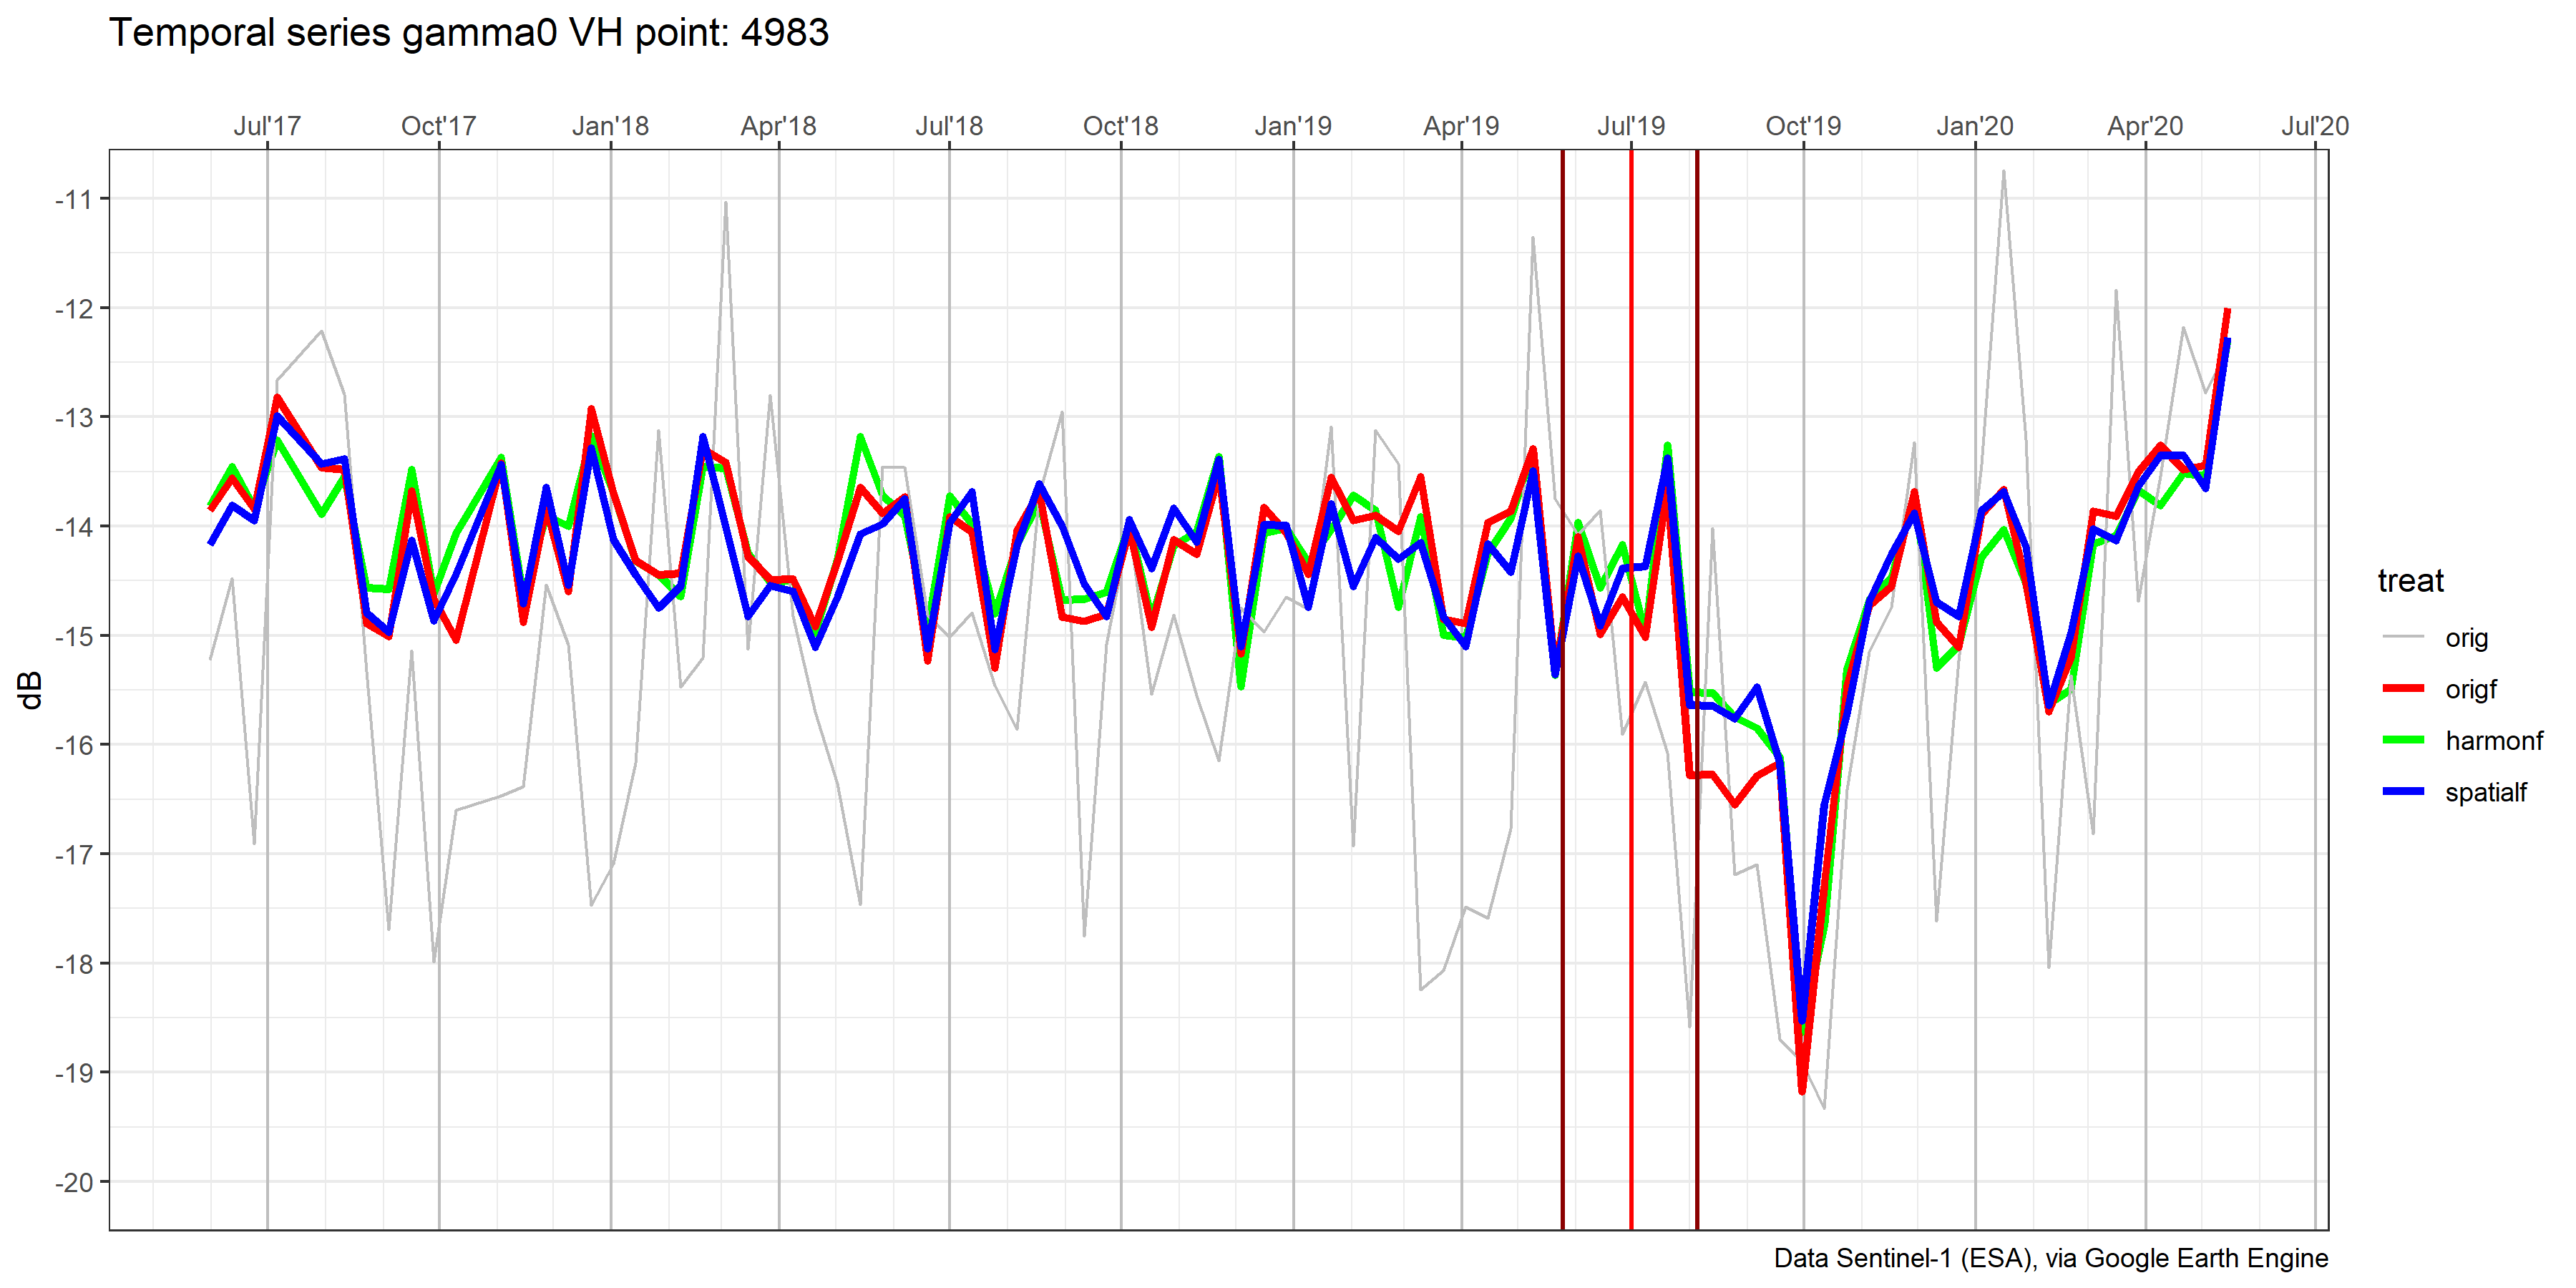 Temporal series gamma0 VH point: 4983
Jul'17 Oct'17 Jan'18 Apr'18 Jul'18 Oct'18 Jan'19 Apr'19 Jul'19 Oct'19 Jan'20 Apr'20 Jul'20
-11
-12
-13
-14
-15
-16
-17
-18
-19
-20
dB
treat
orig
origf
harmonf
spatialf
Data Sentinel-1 (ESA), via Google Earth Engine